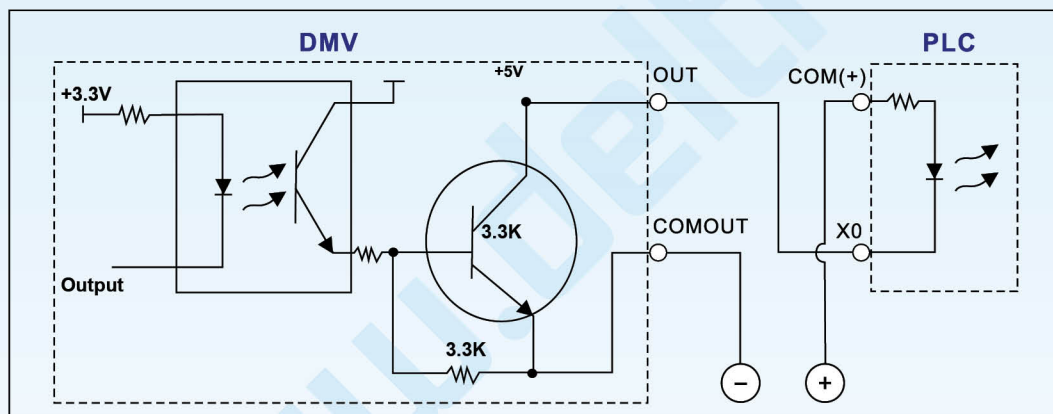 DMV
PLC
+5V
OUT
COM(+)
+3.3V
3.3K
COMOUT
X0
Output
3.3K
−
+